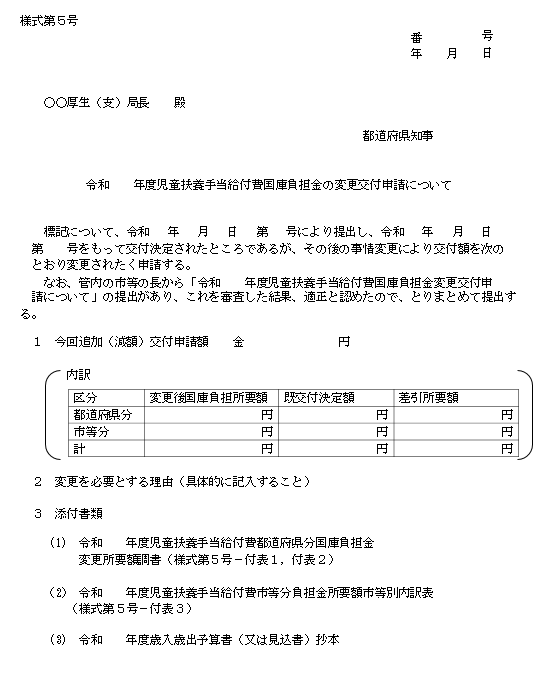 様式第５号
番　　　　　号
年　　月　　日
〇〇厚生（支）局長　　殿
都道府県知事
令和　　年度児童扶養手当給付費国庫負担金の変更交付申請について
標記について、令和　年　月　日　第　号により提出し、令和　年　月　日
第　　号をもって交付決定されたところであるが、その後の事情変更により交付額を次の
とおり変更されたく申請する。
なお、管内の市等の長から「令和　　年度児童扶養手当給付費国庫負担金変更交付申
請について」の提出があり、これを審査した結果、適正と認めたので、とりまとめて提出す
る。
１　今回追加（減額）交付申請額　　金　　　　　　　　円
内訳
区分　変更後国庫負担所要額　既交付決定額　差引所要額
都道府県分　円　円　円
市等分　円　円　円
計　円　円　円
２　変更を必要とする理由（具体的に記入すること）
３　添付書類
(1)　令和　　年度児童扶養手当給付費都道府県分国庫負担金
変更所要額調書（様式第５号－付表１，付表２）
(2)　令和　　年度児童扶養手当給付費市等分負担金所要額市等別内訳表
（様式第５号－付表３）
(3)　令和　　年度歳入歳出予算書（又は見込書）抄本